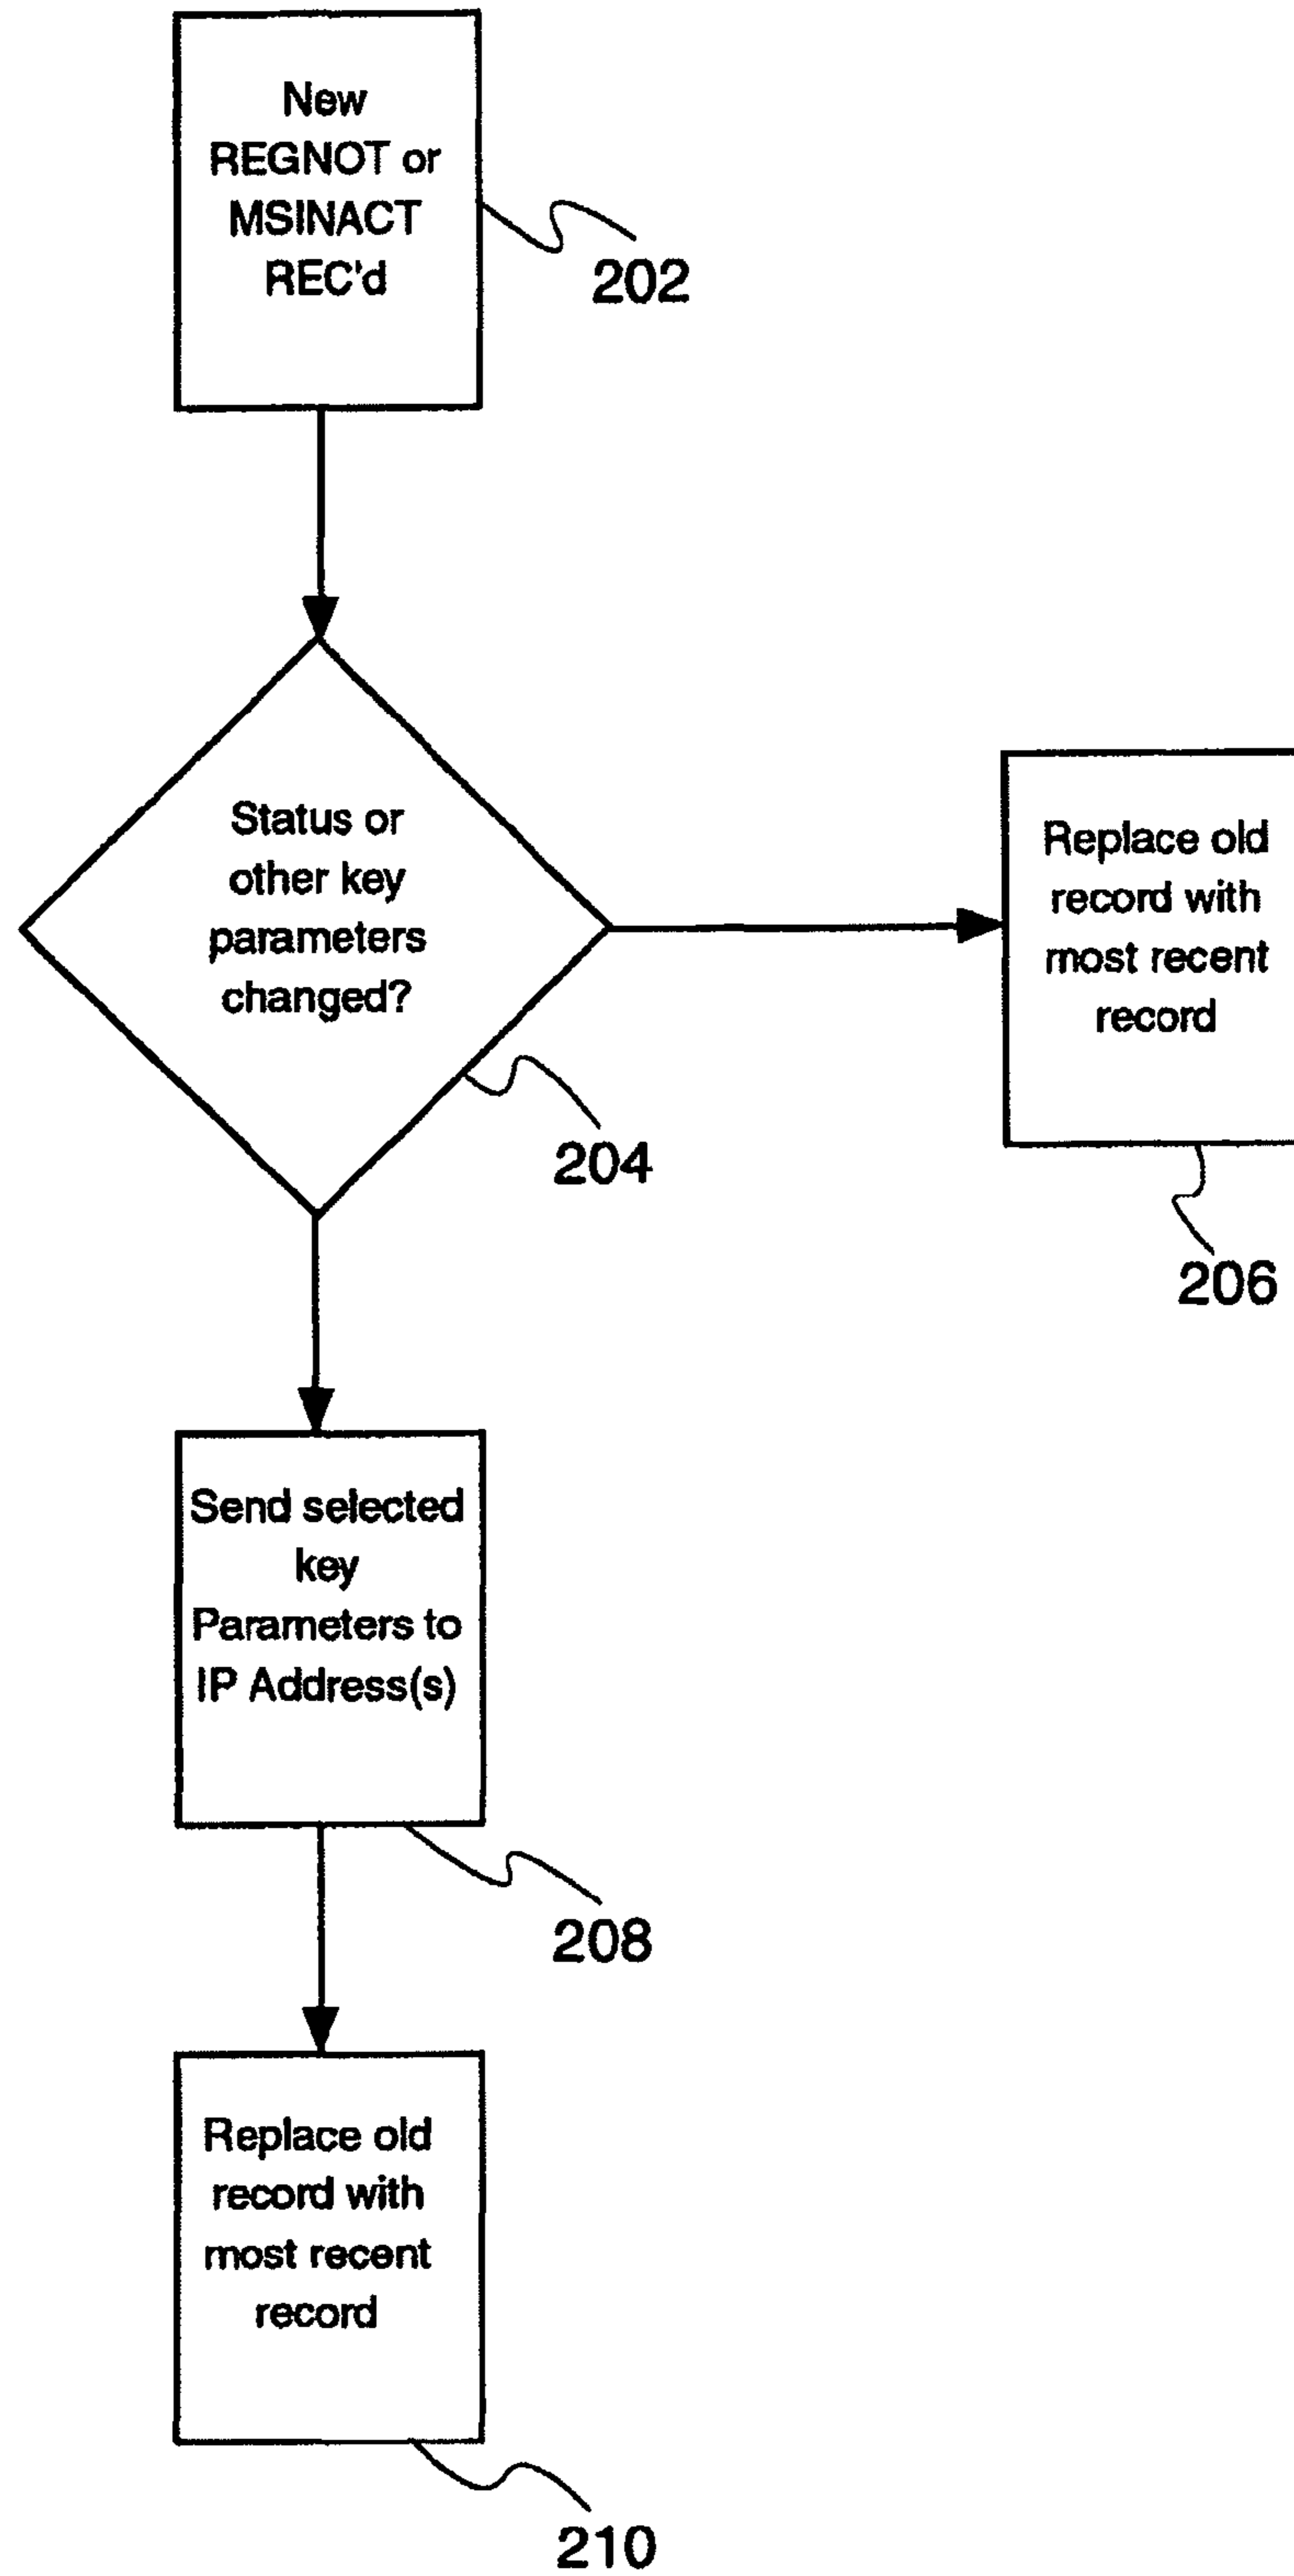 New
REGNOT or
MSINACT
REC'd
202
Status or
other key
parameters
changed?
204
Replace old
record with
most recent
record
206
Send selected
key
Parameters to
IP Address(s)
208
Replace old
record with
most recent
record
210